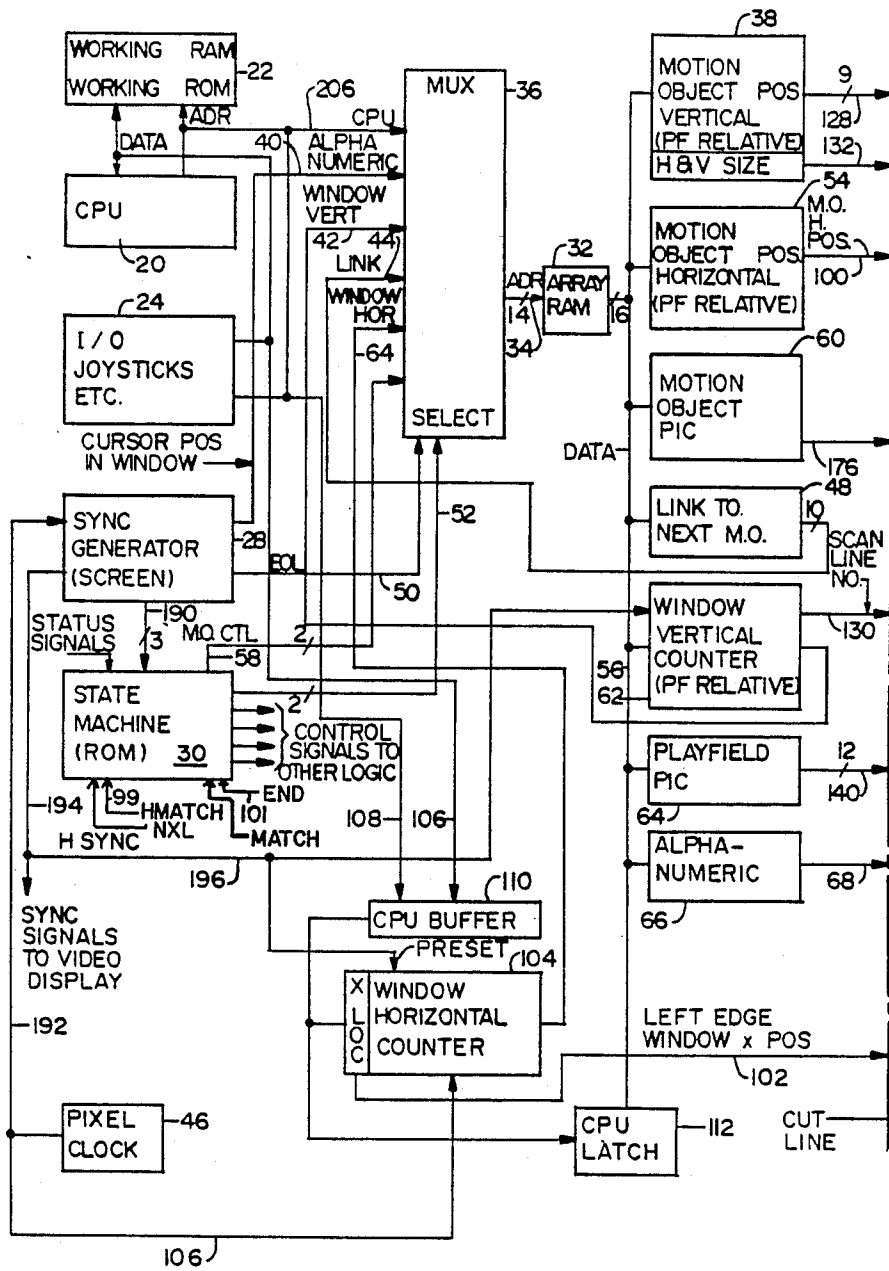 WORKING RAM
WORKING ROM
22
ADR
DATA
CPU
20
24
I/O
JOYSTICKS
ETC.
CURSOR POS
IN WINDOW
SYNC
GENERATOR
(SCREEN)
28
EOL
50
190
3
M.O. CTL
58
2
STATUS
SIGNALS
STATE
MACHINE
(ROM)
30
2
CONTROL
SIGNALS TO
OTHER LOGIC
194
99
HMATCH
NXL
H SYNC
101
END
MATCH
196
SYNC
SIGNALS
TO VIDEO
DISPLAY
192
PIXEL
CLOCK
46
106
206
CPU
40
ALPHA
NUMERIC
WINDOW
VERT
42
44
LINK
WINDOW
HOR
64
MUX
36
SELECT
52
ADR
14
34
32
ARRAY
RAM
16
DATA
108
106
110
CPU BUFFER
PRESET
104
X LOC
WINDOW
HORIZONTAL
COUNTER
LEFT EDGE
WINDOW x POS
102
CPU
LATCH
112
CUT
LINE
38
MOTION
OBJECT POS
VERTICAL
(PF RELATIVE)
H & V SIZE
9
128
132
54
MOTION
OBJECT POS.
HORIZONTAL
(PF RELATIVE)
M.O.
H.
POS.
100
60
MOTION
OBJECT
PIC
176
48
LINK TO
NEXT M.O.
10
SCAN
LINE
NO.
WINDOW
VERTICAL
COUNTER
(PF RELATIVE)
56
62
130
PLAYFIELD
PIC
64
12
140
ALPHA-
NUMERIC
66
68